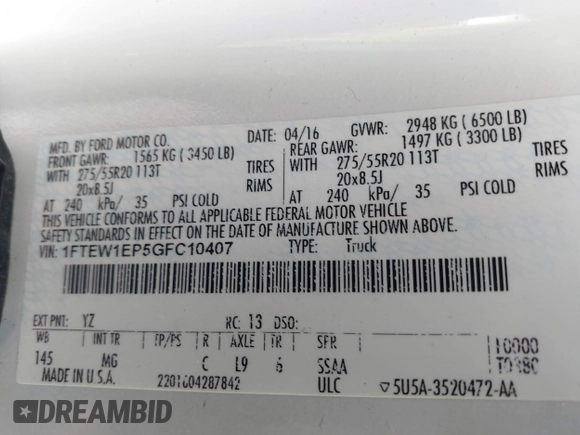 MFD. BY FORD MOTOR CO.
DATE: 04/16 GVWR: 2948 KG ( 6500 LB)
FRONT GAWR: 1565 KG ( 3450 LB) REAR GAWR: 1497 KG ( 3300 LB)
WITH 275/55R20 113T TIRES WITH 275/55R20 113T TIRES
20x8.5J RIMS 20x8.5J RIMS
AT 240 kPa/ 35 PSI COLD AT 240 kPa/ 35 PSI COLD
THIS VEHICLE CONFORMS TO ALL APPLICABLE FEDERAL MOTOR VEHICLE
SAFETY STANDARDS IN EFFECT ON THE DATE OF MANUFACTURE SHOWN ABOVE.
VIN: 1FTEW1EP5GFC10407 TYPE: Truck
EXT PNT: YZ RC: 13 DSO:
WB INT TR TP/PS R AXLE TR SPR
145 MG C L9 6 SSAA
MADE IN U.S.A. 2201604287842 ULC ▽5U5A-3520472-AA
DREAMBID